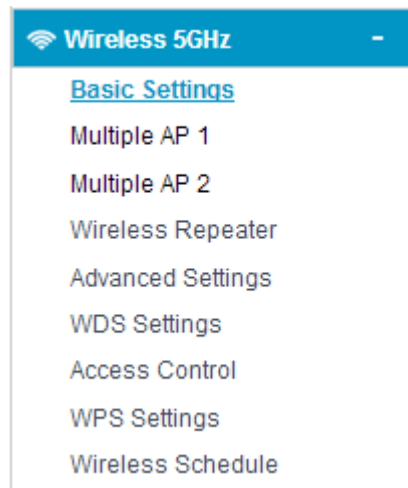 Wireless 5GHz -
Basic Settings
Multiple AP 1
Multiple AP 2
Wireless Repeater
Advanced Settings
WDS Settings
Access Control
WPS Settings
Wireless Schedule